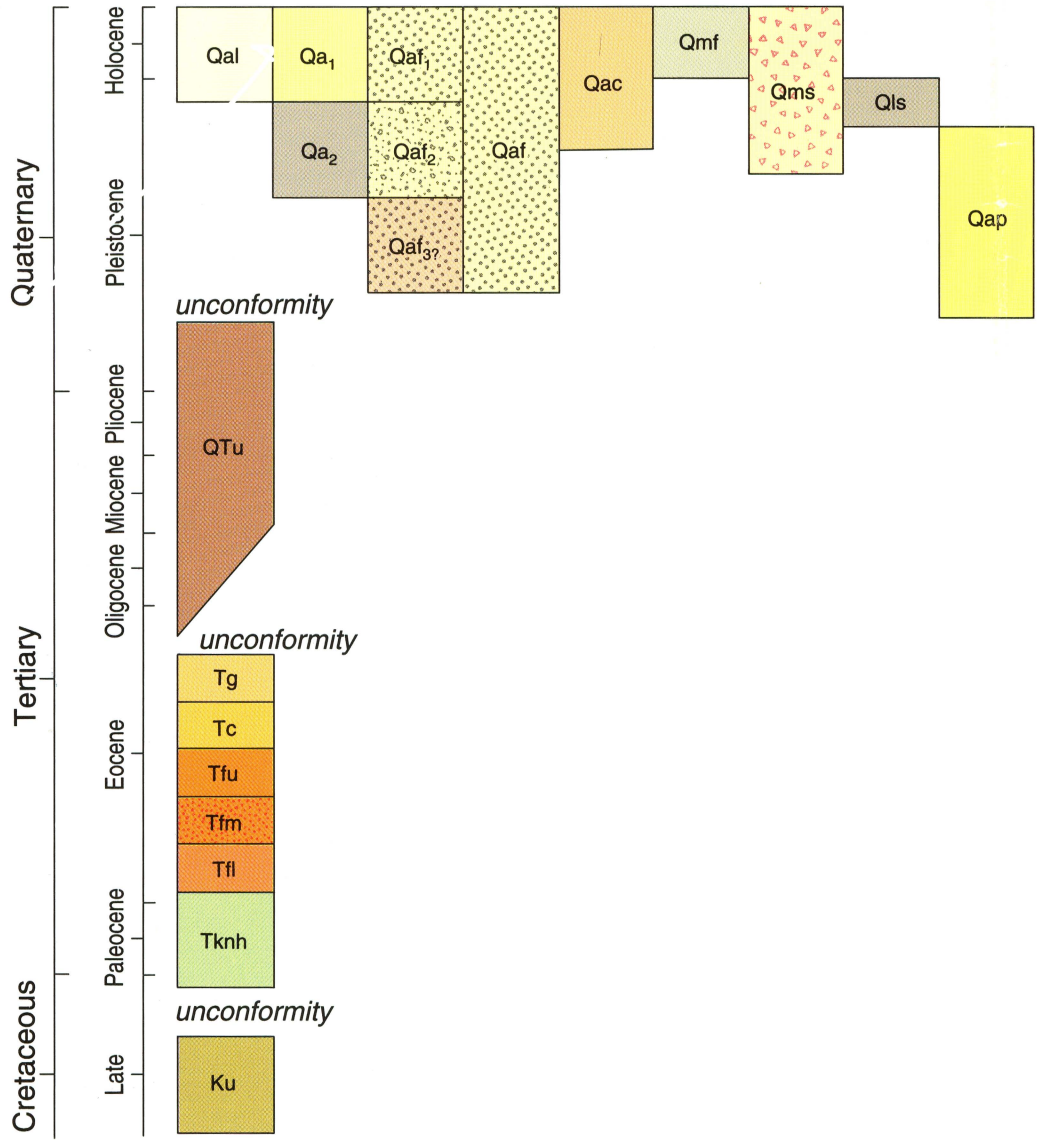 Quaternary
Tertiary
Cretaceous
Holocene
Pleistocene
Pliocene
Miocene
Oligocene
Eocene
Paleocene
Late
Qal
Qa1
Qaf1
Qac
Qmf
Qms
Qls
Qa2
Qaf2
Qaf
Qap
Qaf3?
unconformity
QTu
unconformity
Tg
Tc
Tfu
Tfm
Tfl
Tknh
unconformity
Ku